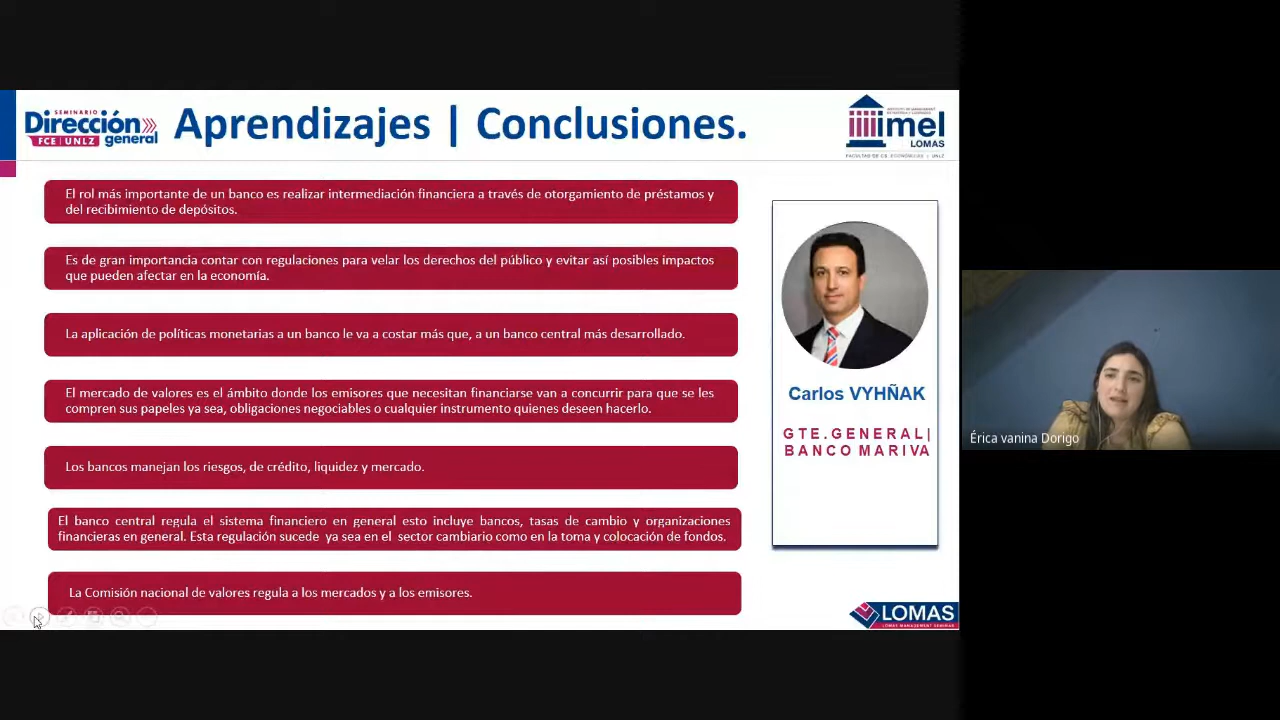 SEMINARIO
Dirección
general
FCE | UNLZ
Aprendizajes | Conclusiones.
imel
LOMAS
FACULTAD DE CS. ECONÓMICAS | UNLZ
El rol más importante de un banco es realizar intermediación financiera a través de otorgamiento de préstamos y
del recibimiento de depósitos.
Es de gran importancia contar con regulaciones para velar los derechos del público y evitar así posibles impactos
que pueden afectar en la economía.
La aplicación de políticas monetarias a un banco le va a costar más que, a un banco central más desarrollado.
El mercado de valores es el ámbito donde los emisores que necesitan financiarse van a concurrir para que se les
compren sus papeles ya sea, obligaciones negociables o cualquier instrumento quienes deseen hacerlo.
Los bancos manejan los riesgos, de crédito, liquidez y mercado.
El banco central regula el sistema financiero en general esto incluye bancos, tasas de cambio y organizaciones
financieras en general. Esta regulación sucede ya sea en el sector cambiario como en la toma y colocación de fondos.
La Comisión nacional de valores regula a los mercados y a los emisores.
Carlos VYHÑAK
GTE.GENERAL|
BANCO MARIVA
LOMAS
LOMAS MANAGEMENT SEMINAR
Érica vanina Dorigo